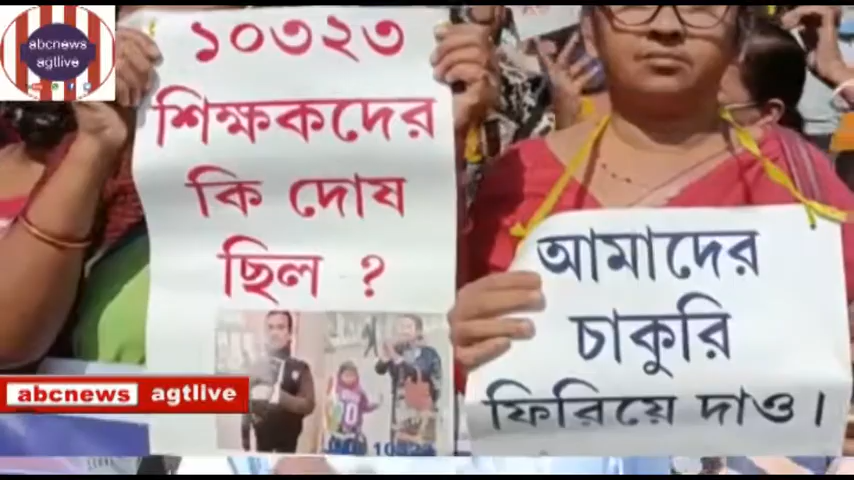 abcnews
agtlive
১০৩২৩
শিক্ষকদের
কি দোষ
ছিল ?
আমাদের
চাকুরি
ফিরিয়ে দাও।
abcnews agtlive